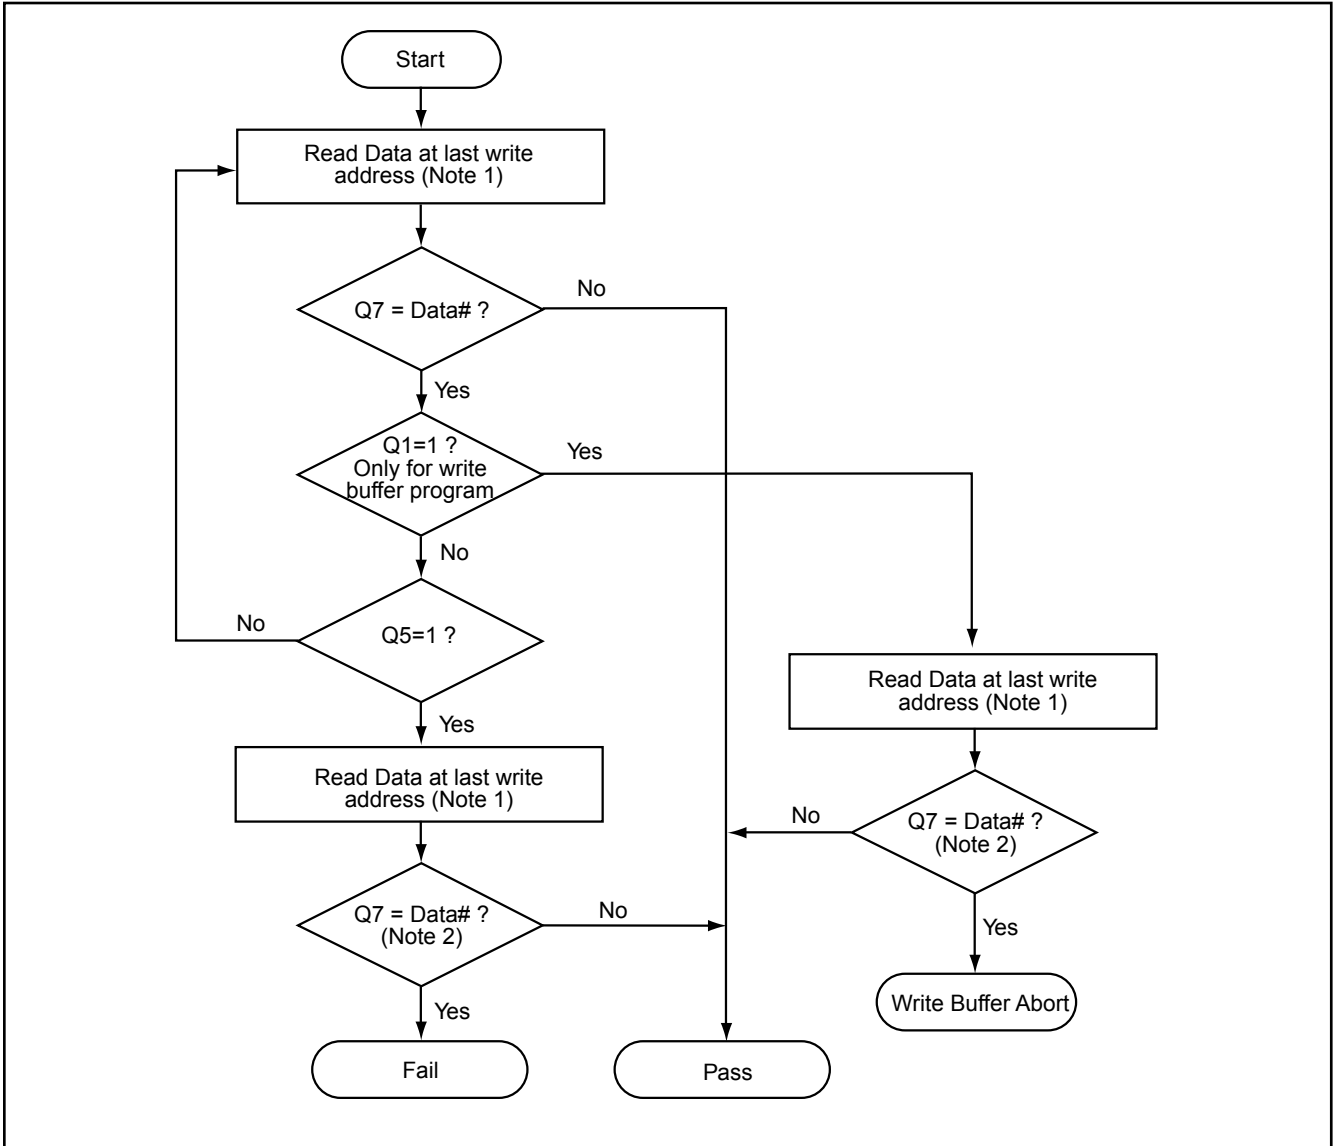 Start
Read Data at last write
address (Note 1)
Q7 = Data# ?
No
Yes
Q1=1 ?
Only for write
buffer program
Yes
No
Q5=1 ?
No
Yes
Read Data at last write
address (Note 1)
Q7 = Data# ?
(Note 2)
No
Yes
Fail
Pass
Read Data at last write
address (Note 1)
Q7 = Data# ?
(Note 2)
No
Yes
Write Buffer Abort